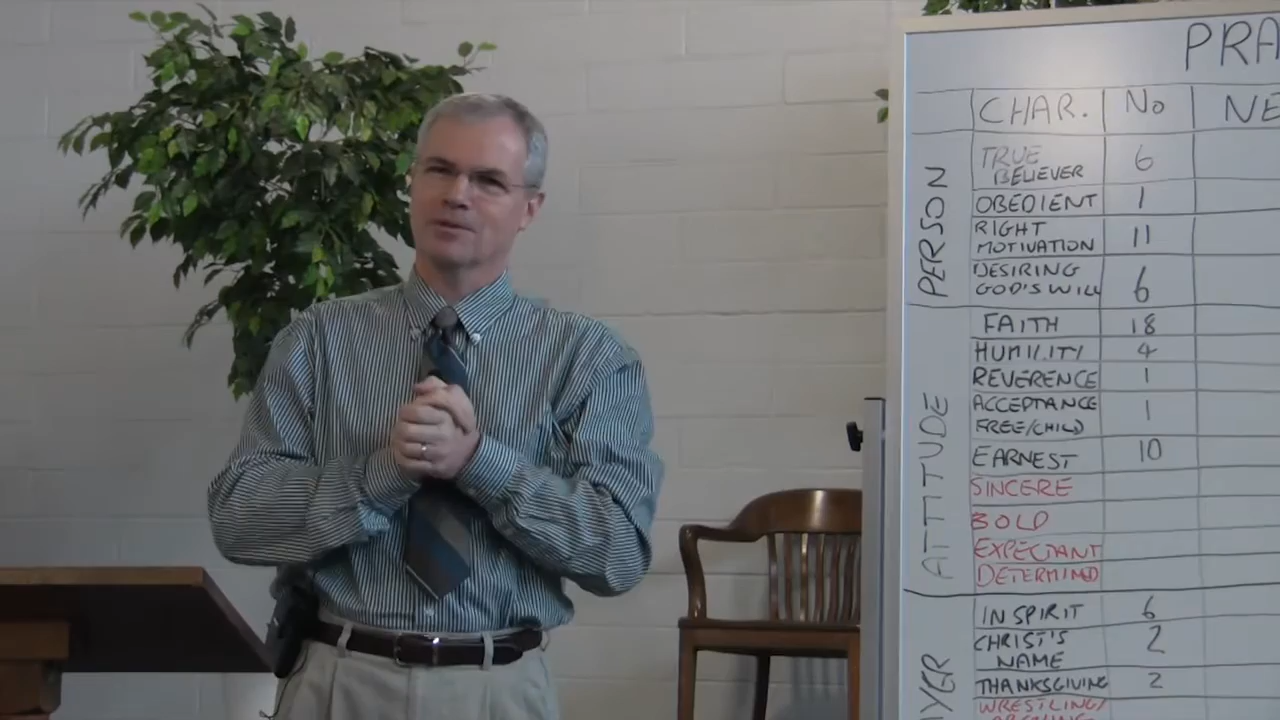 PRA
CHAR. No NE
PERSON
TRUE 6
BELIEVER
OBEDIENT 1
RIGHT 11
MOTIVATION
DESIRING 6
GOD'S WILL
ATTITUDE
FAITH 18
HUMILITY 4
REVERENCE 1
ACCEPTANCE 1
FREE/CHILD
EARNEST 10
SINCERE
BOLD
EXPECTANT
DETERMINED
AYER
IN SPIRIT 6
CHRIST'S 2
NAME
THANKSGIVING 2
WRESTLING/